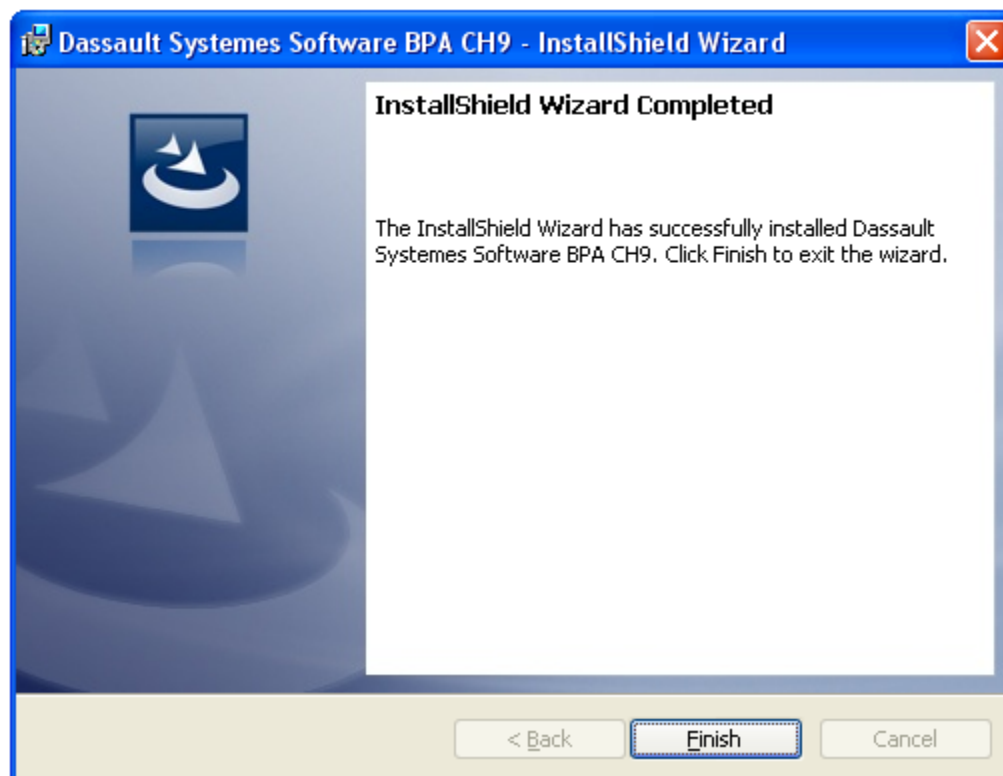 Dassault Systemes Software BPA CH9 - InstallShield Wizard
InstallShield Wizard Completed
The InstallShield Wizard has successfully installed Dassault
Systemes Software BPA CH9. Click Finish to exit the wizard.
< Back
Finish
Cancel